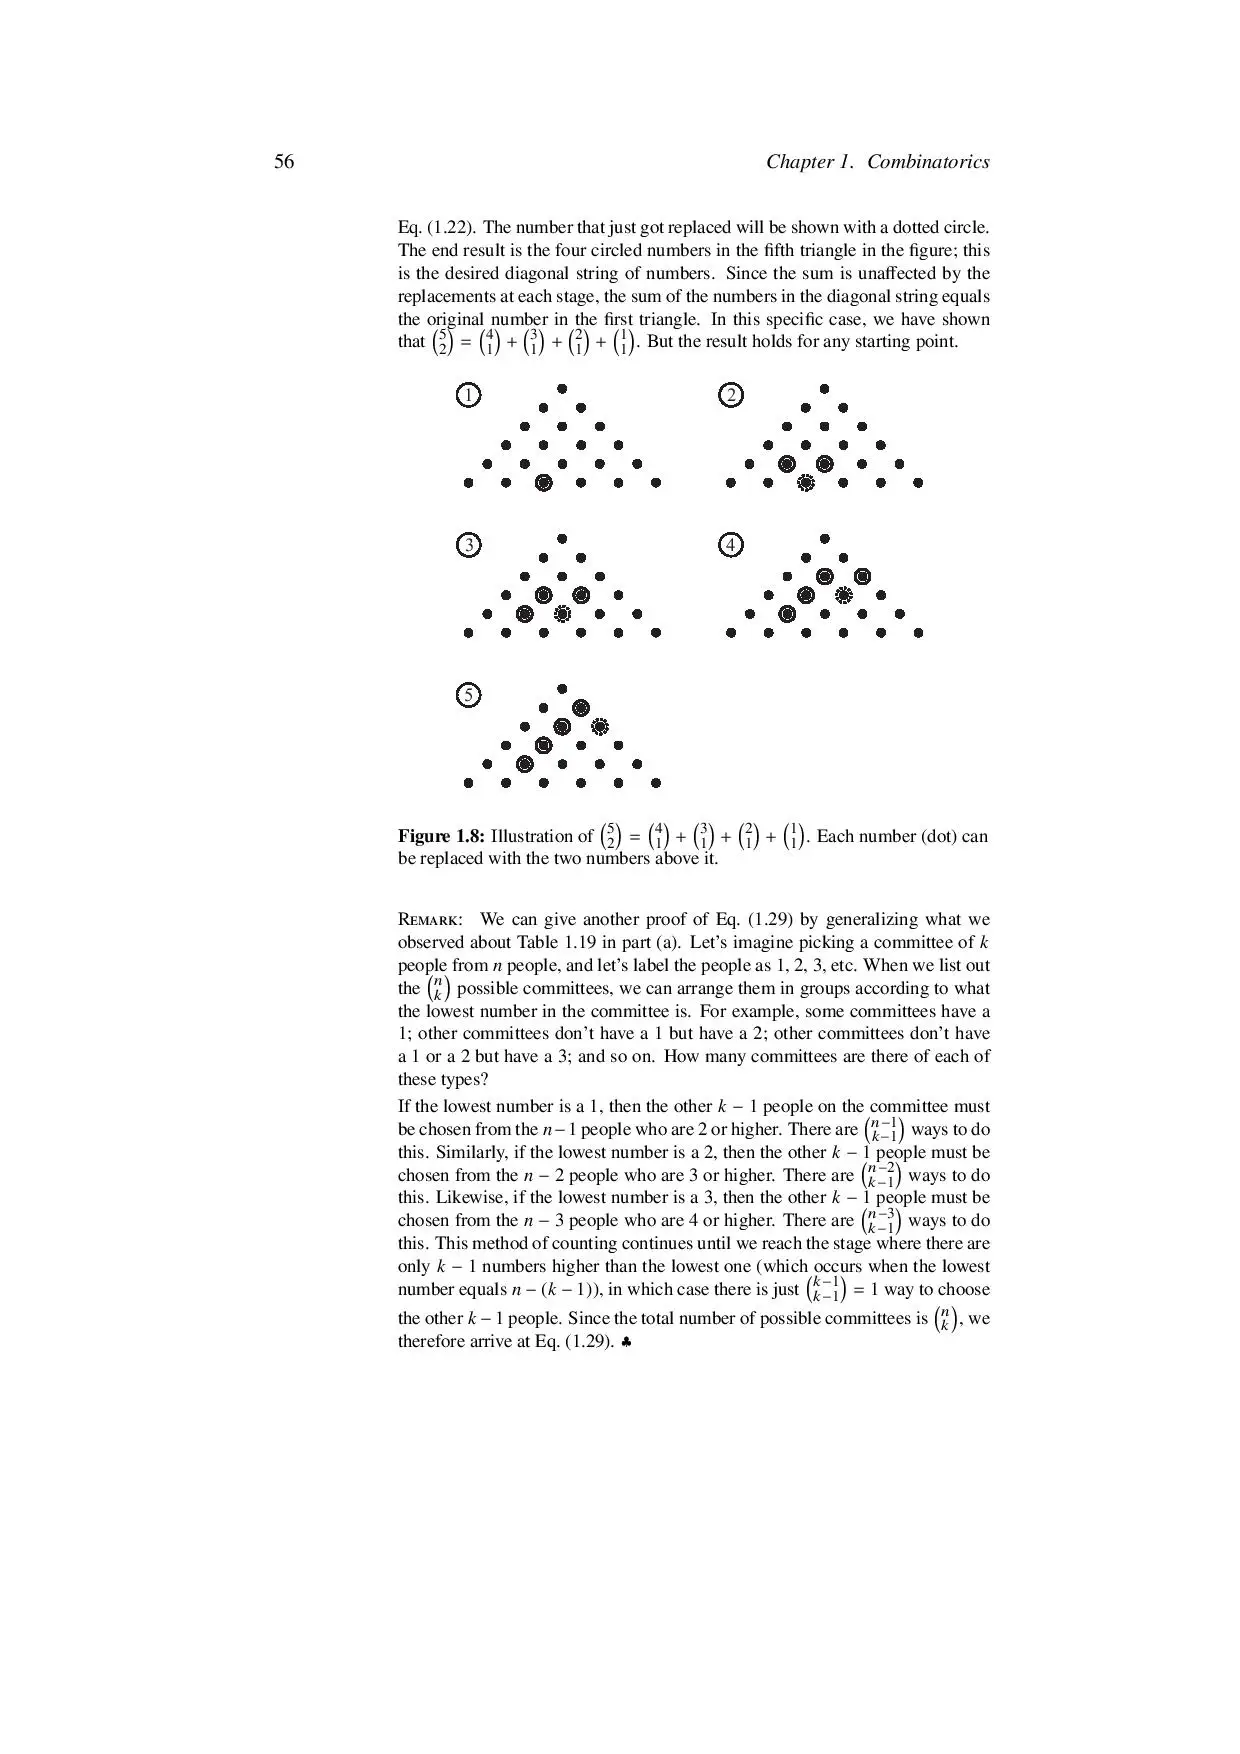 56 Chapter 1. Combinatorics
Eq. (1.22). The number that just got replaced will be shown with a dotted circle.
The end result is the four circled numbers in the fifth triangle in the figure; this
is the desired diagonal string of numbers. Since the sum is unaffected by the
replacements at each stage, the sum of the numbers in the diagonal string equals
the original number in the first triangle. In this specific case, we have shown
that $\binom{5}{2} = \binom{4}{1} + \binom{3}{1} + \binom{2}{1} + \binom{1}{1}$. But the result holds for any starting point.
1
2
3
4
5
Figure 1.8: Illustration of $\binom{5}{2} = \binom{4}{1} + \binom{3}{1} + \binom{2}{1} + \binom{1}{1}$. Each number (dot) can
be replaced with the two numbers above it.
Remark: We can give another proof of Eq. (1.29) by generalizing what we
observed about Table 1.19 in part (a). Let’s imagine picking a committee of k
people from n people, and let’s label the people as 1, 2, 3, etc. When we list out
the $\binom{n}{k}$ possible committees, we can arrange them in groups according to what
the lowest number in the committee is. For example, some committees have a
1; other committees don’t have a 1 but have a 2; other committees don’t have
a 1 or a 2 but have a 3; and so on. How many committees are there of each of
these types?
If the lowest number is a 1, then the other k − 1 people on the committee must
be chosen from the n − 1 people who are 2 or higher. There are $\binom{n-1}{k-1}$ ways to do
this. Similarly, if the lowest number is a 2, then the other k − 1 people must be
chosen from the n − 2 people who are 3 or higher. There are $\binom{n-2}{k-1}$ ways to do
this. Likewise, if the lowest number is a 3, then the other k − 1 people must be
chosen from the n − 3 people who are 4 or higher. There are $\binom{n-3}{k-1}$ ways to do
this. This method of counting continues until we reach the stage where there are
only k − 1 numbers higher than the lowest one (which occurs when the lowest
number equals n − (k − 1)), in which case there is just $\binom{k-1}{k-1} = 1$ way to choose
the other k − 1 people. Since the total number of possible committees is $\binom{n}{k}$, we
therefore arrive at Eq. (1.29). ♣